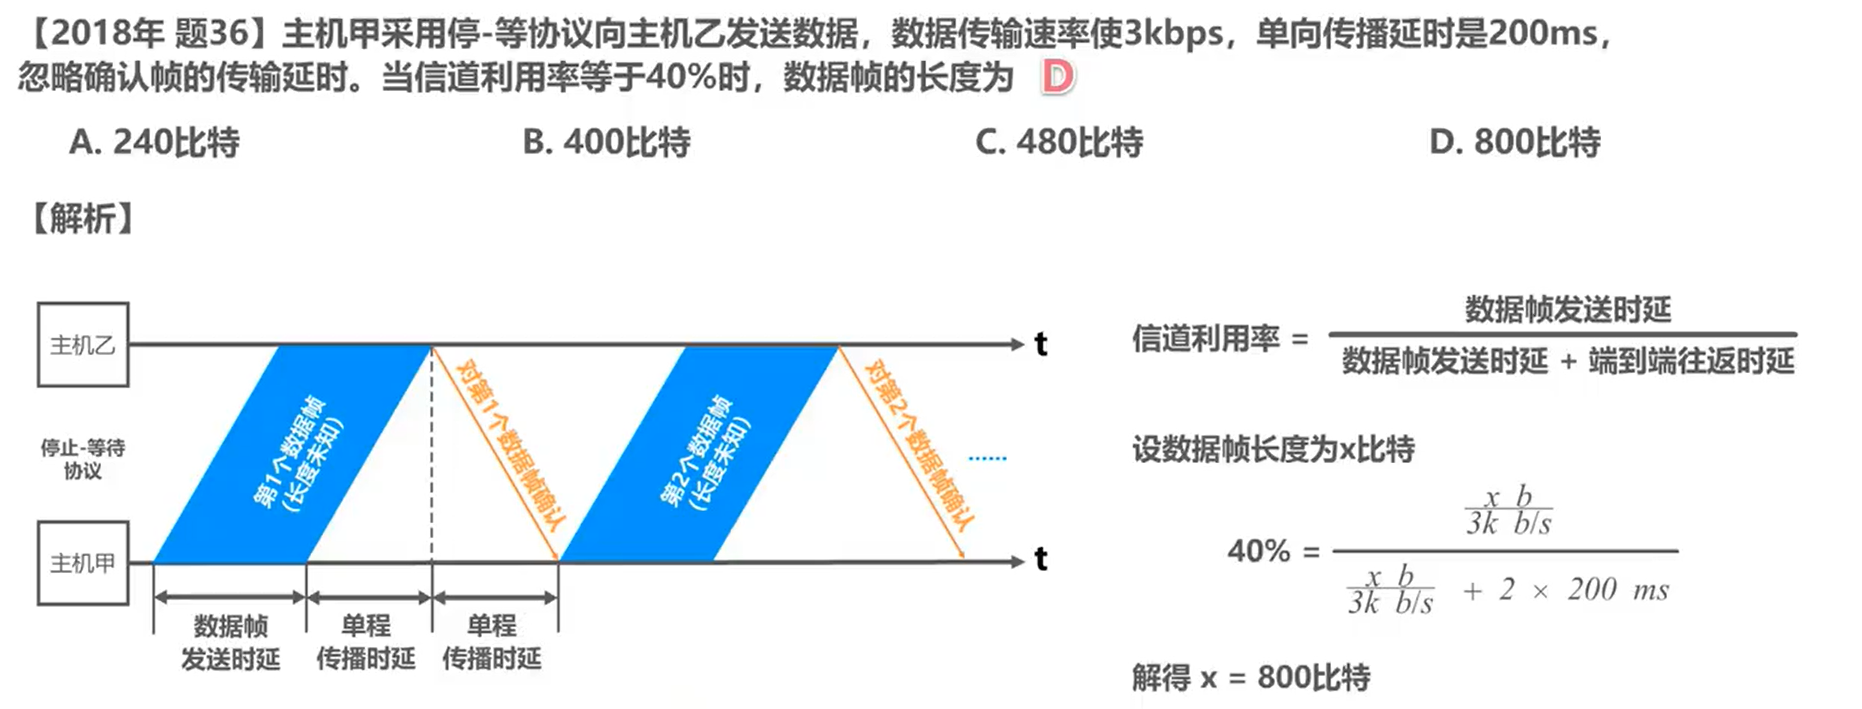 【2018年 题36】主机甲采用停-等协议向主机乙发送数据，数据传输速率使3kbps，单向传播延时是200ms，
忽略确认帧的传输延时。当信道利用率等于40%时，数据帧的长度为 D
A. 240比特 B. 400比特 C. 480比特 D. 800比特
【解析】
主机乙
t
第1个数据帧
（长度未知）
对第1个数据帧确认
第2个数据帧
（长度未知）
对第2个数据帧确认
......
停止-等待
协议
主机甲
t
数据帧
发送时延
单程
传播时延
单程
传播时延
数据帧发送时延
信道利用率 =
数据帧发送时延 + 端到端往返时延
设数据帧长度为x比特
x b
3k b/s
40% =
x b
3k b/s
+ 2 × 200 ms
解得 x = 800比特